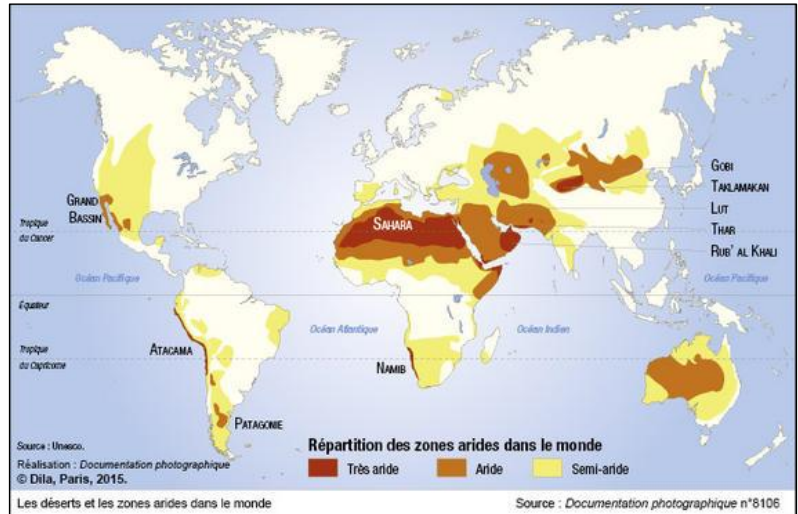 GOBI
TAKLAMAKAN
LUT
THAR
RUB' AL KHALI
GRAND
BASSIN
SAHARA
Tropique
du Cancer
Océan Pacifique
Océan Pacifique
Équateur
Océan Atlantique
Océan Indien
ATACAMA
Tropique
du Capricorne
NAMIB
PATAGONIE
Source : Unesco.
Réalisation : Documentation photographique
© Dila, Paris, 2015.
Répartition des zones arides dans le monde
Très aride
Aride
Semi-aride
Les déserts et les zones arides dans le monde
Source : Documentation photographique n°8106